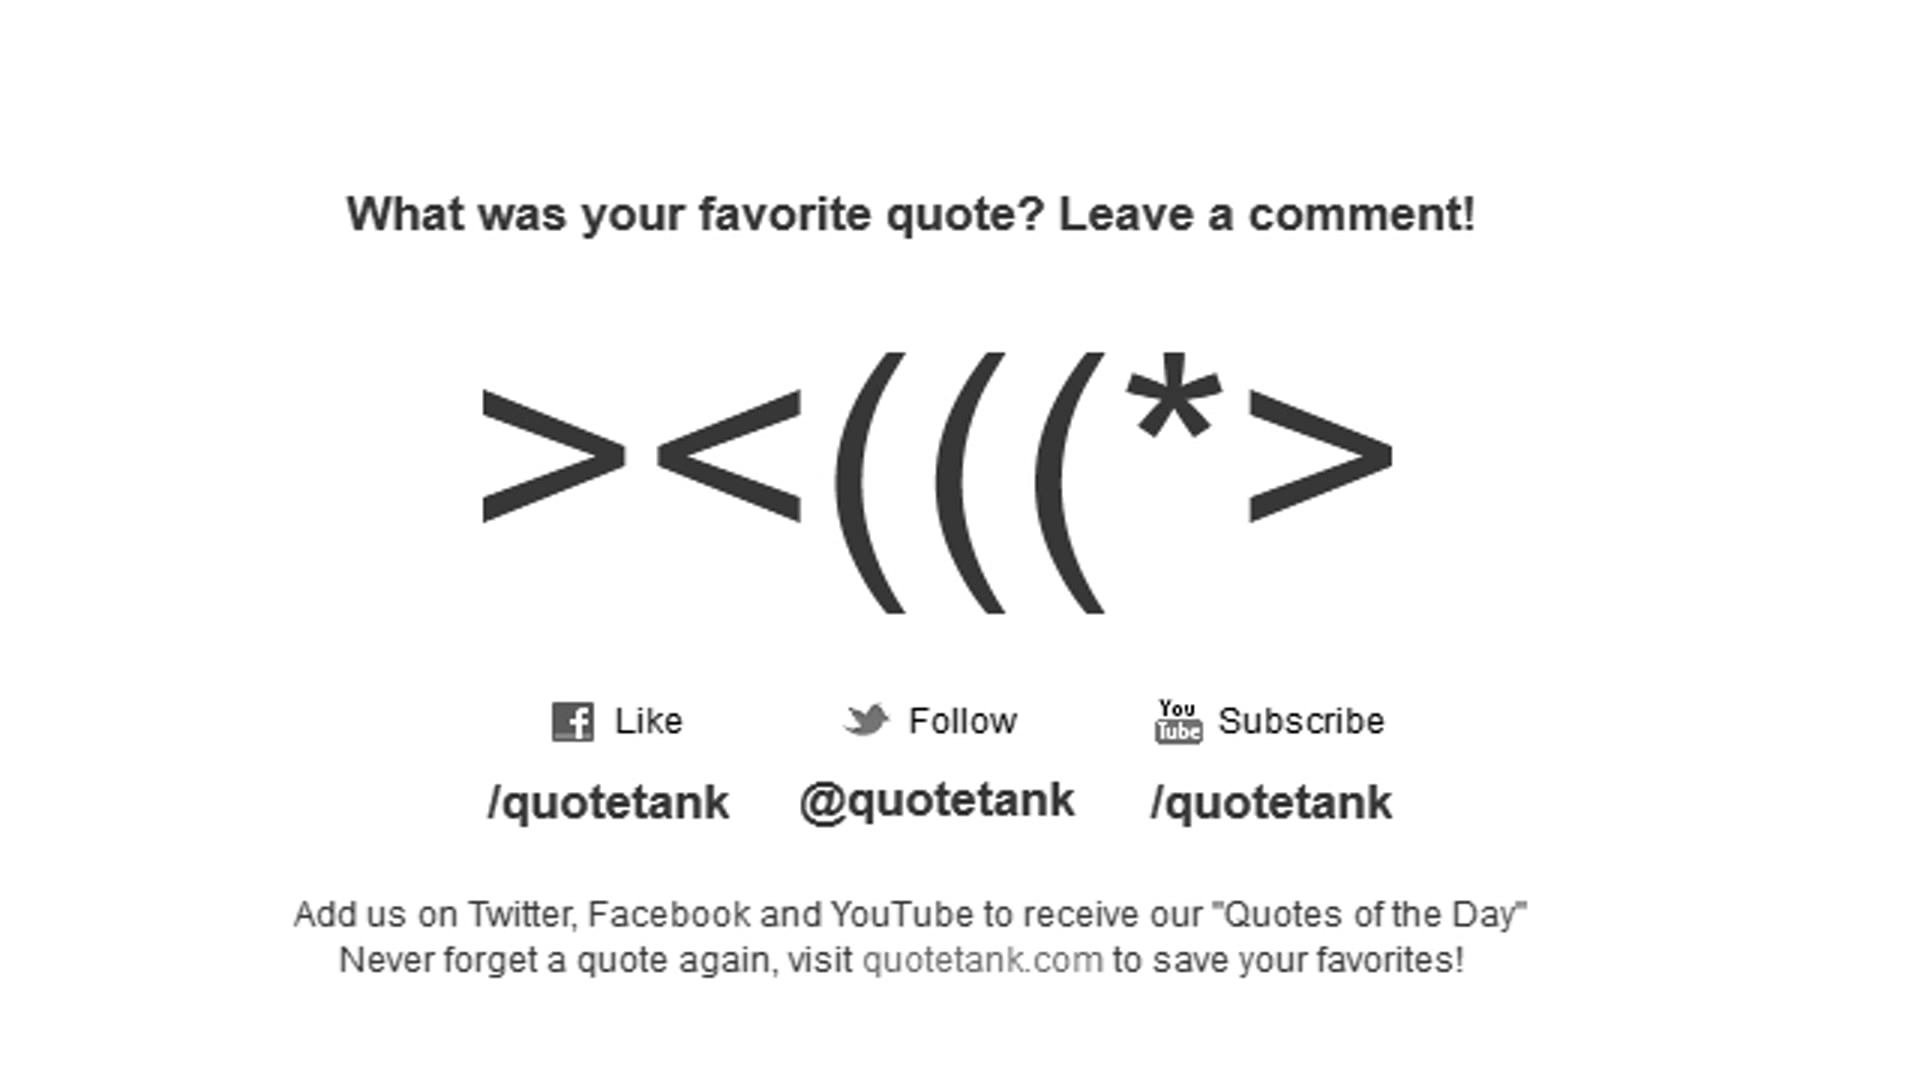 What was your favorite quote? Leave a comment!
><(((*>
f Like Follow You Tube Subscribe
/quotetank @quotetank /quotetank
Add us on Twitter, Facebook and YouTube to receive our "Quotes of the Day"
Never forget a quote again, visit quotetank.com to save your favorites!